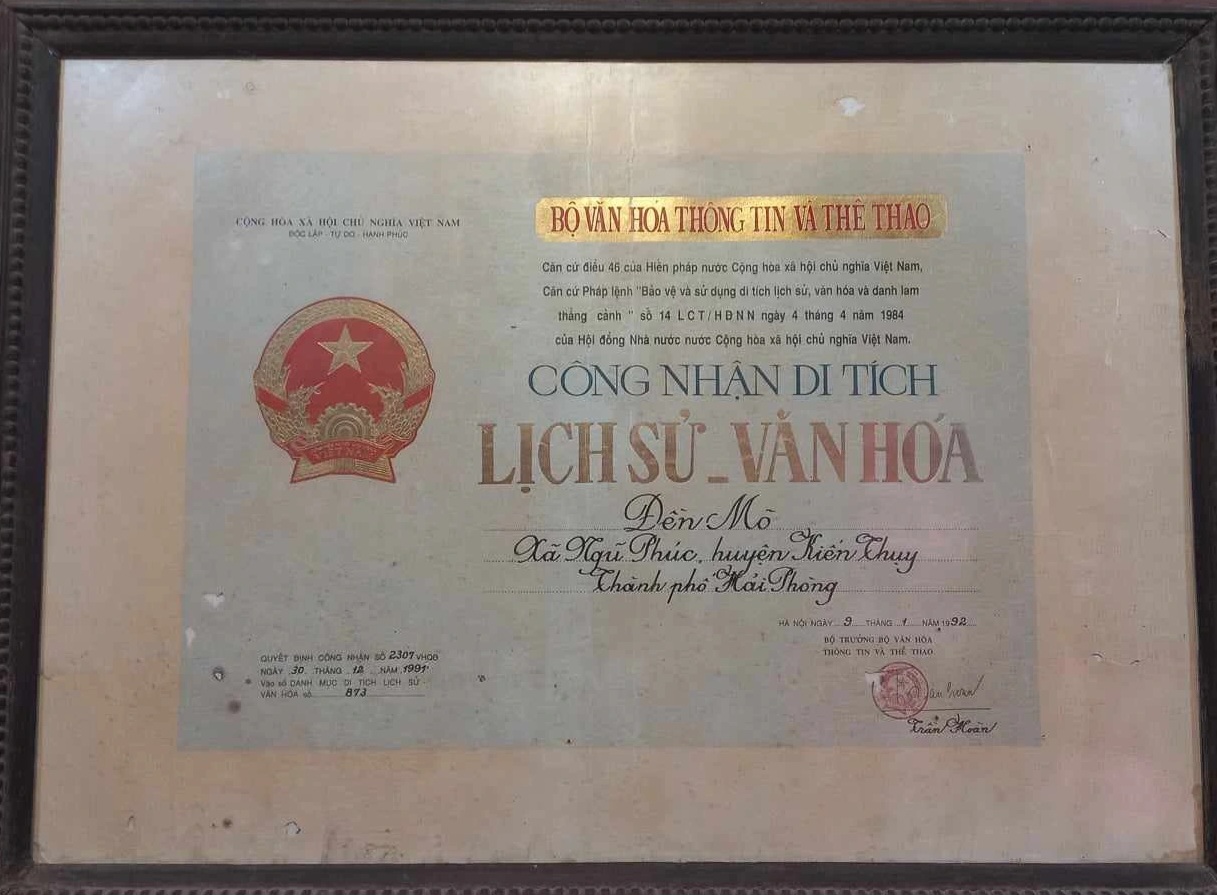 CỘNG HÒA XÃ HỘI CHỦ NGHĨA VIỆT NAM
ĐỘC LẬP - TỰ DO - HẠNH PHÚC
BỘ VĂN HÓA THÔNG TIN VÀ THỂ THAO
Căn cứ điều 46 của Hiến pháp nước Cộng hòa xã hội chủ nghĩa Việt Nam,
Căn cứ Pháp lệnh "Bảo vệ và sử dụng di tích lịch sử, văn hóa và danh lam
thắng cảnh " số 14 LCT/HĐNN ngày 4 tháng 4 năm 1984
của Hội đồng Nhà nước nước Cộng hòa xã hội chủ nghĩa Việt Nam.
CÔNG NHẬN DI TÍCH
LỊCH SỬ - VĂN HÓA
Đền Mõ
Xã Ngũ Phúc, huyện Kiến Thụy
Thành phố Hải Phòng
HÀ NỘI NGÀY 9 THÁNG 1 NĂM 1992
BỘ TRƯỞNG BỘ VĂN HÓA
THÔNG TIN VÀ THỂ THAO
Trần Hoàn
QUYẾT ĐỊNH CÔNG NHẬN SỐ 2307 VHQĐ
NGÀY 30 THÁNG 12 NĂM 1991
Vào sổ DANH MỤC DI TÍCH LỊCH SỬ -
VĂN HÓA số 873
VIỆT NAM